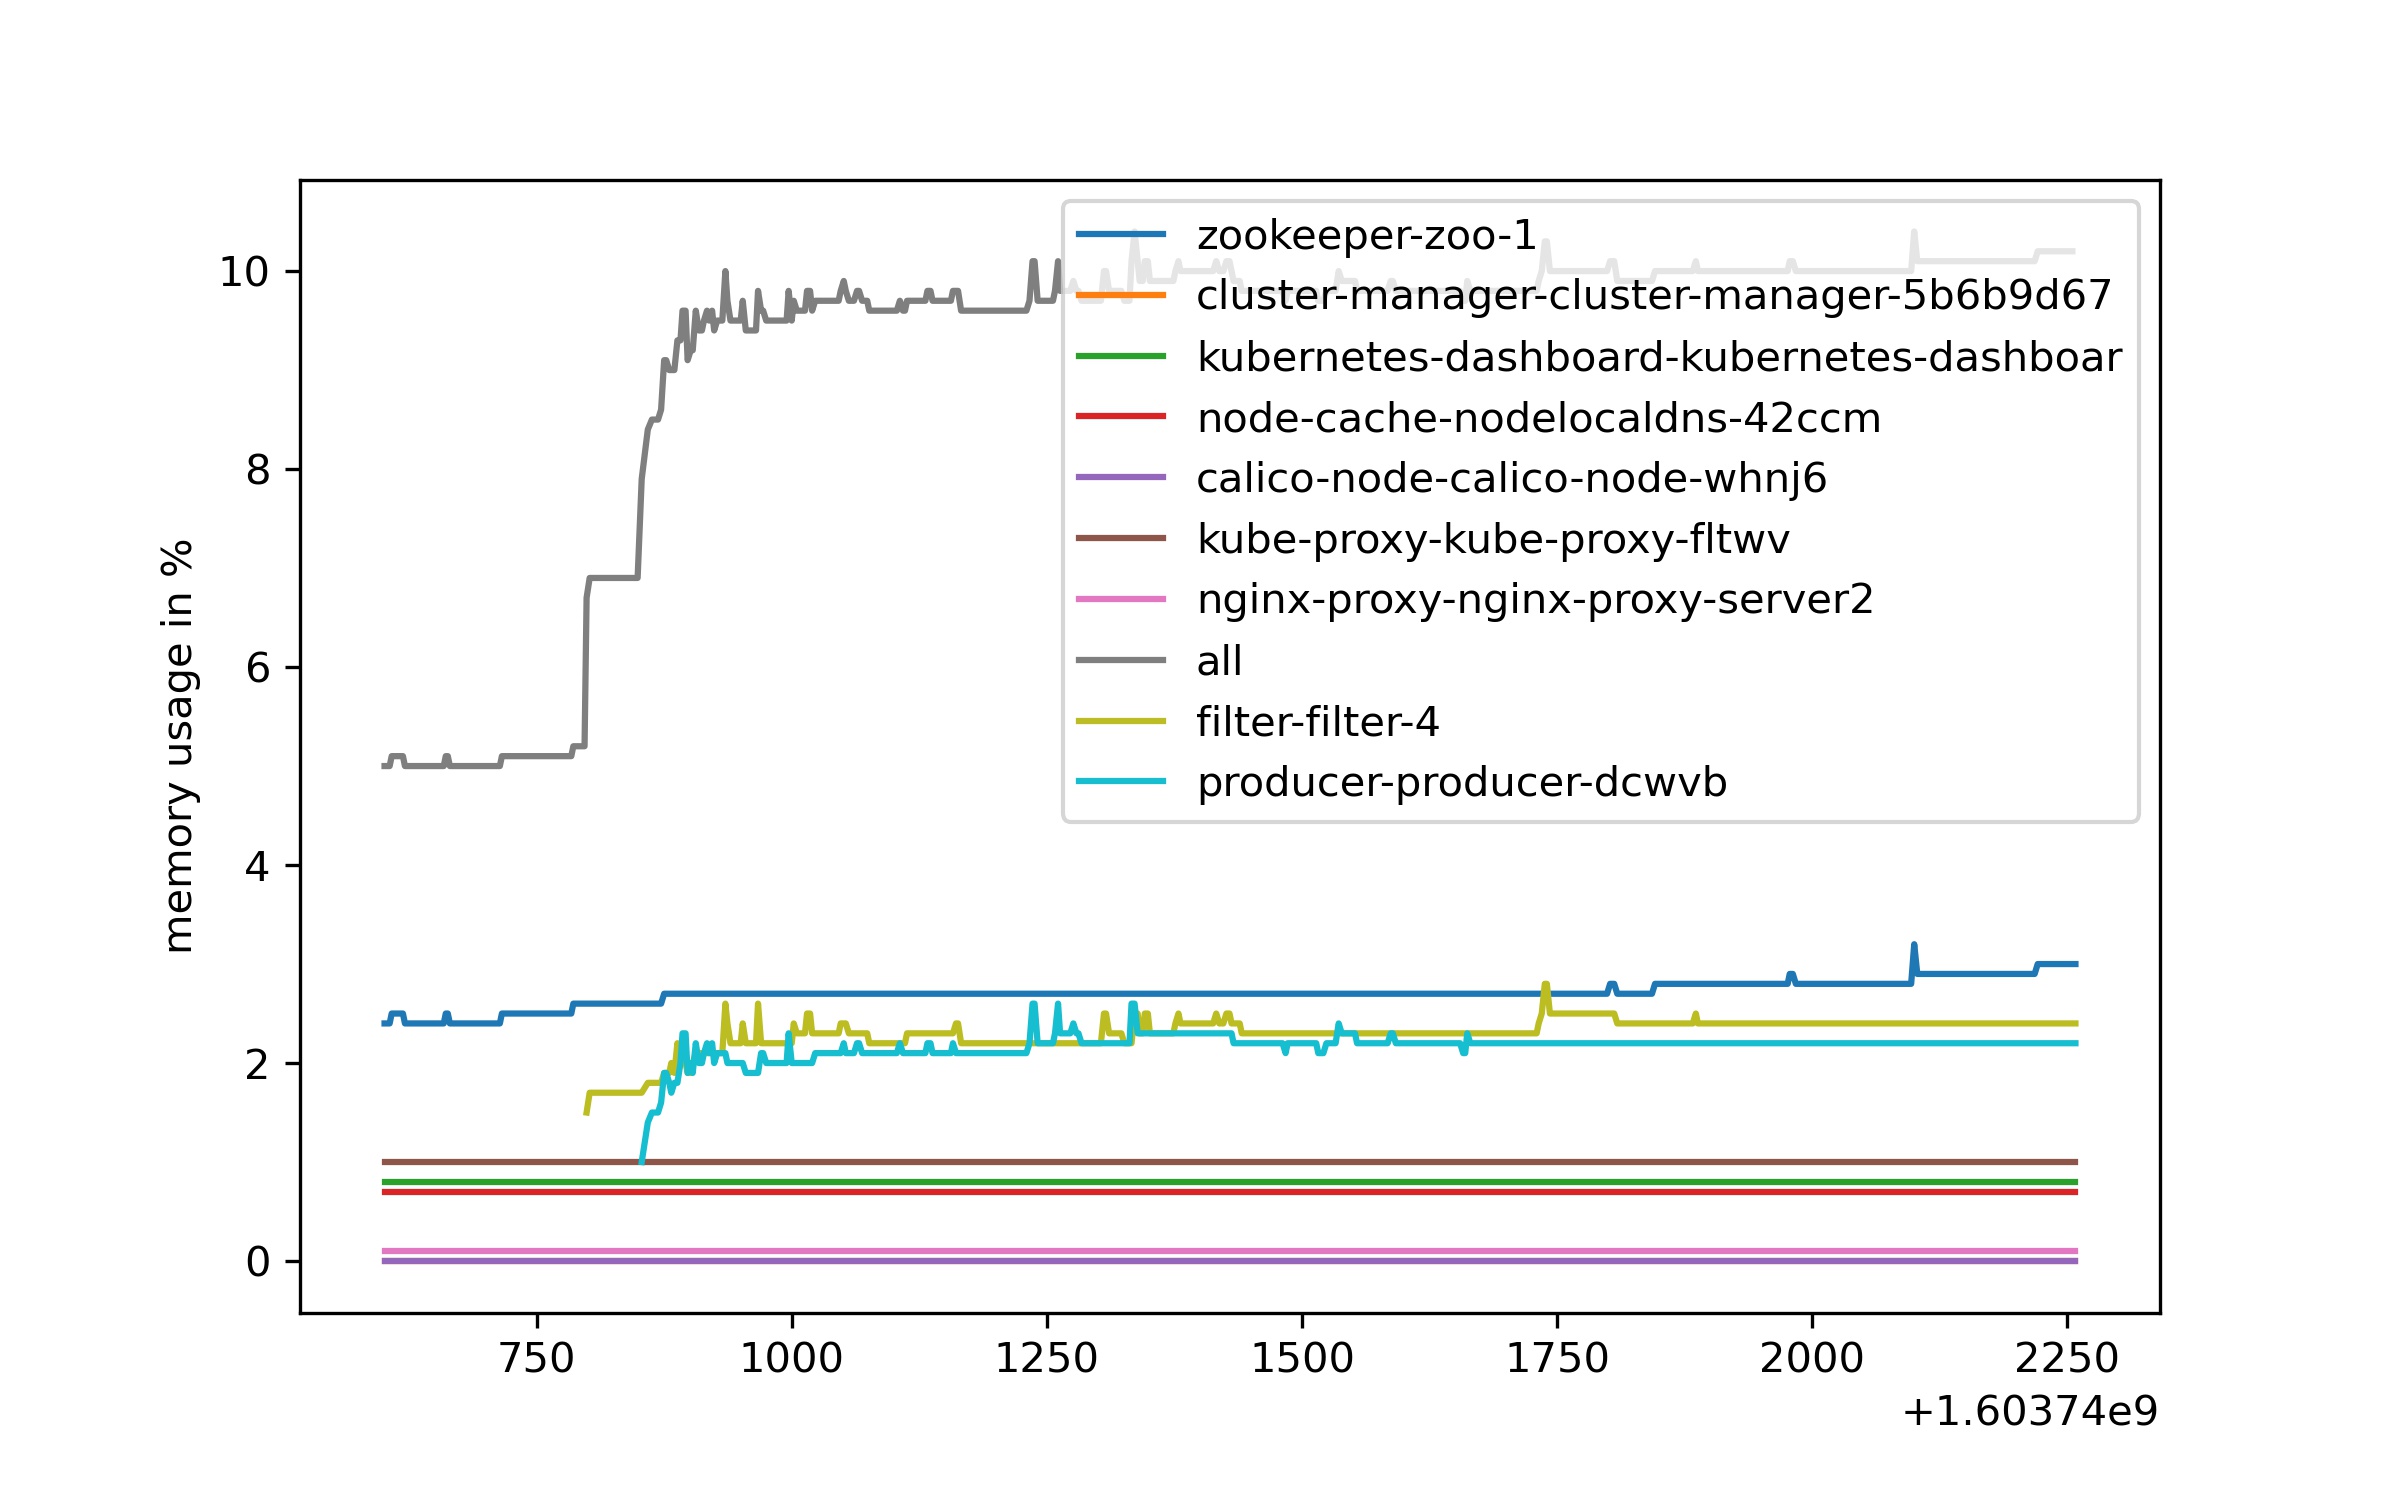 zookeeper-zoo-1
cluster-manager-cluster-manager-5b6b9d67
kubernetes-dashboard-kubernetes-dashboar
node-cache-nodelocaldns-42ccm
calico-node-calico-node-whnj6
kube-proxy-kube-proxy-fltwv
nginx-proxy-nginx-proxy-server2
all
filter-filter-4
producer-producer-dcwvb
memory usage in %
10
8
6
4
2
0
750 1000 1250 1500 1750 2000 2250
+1.60374e9